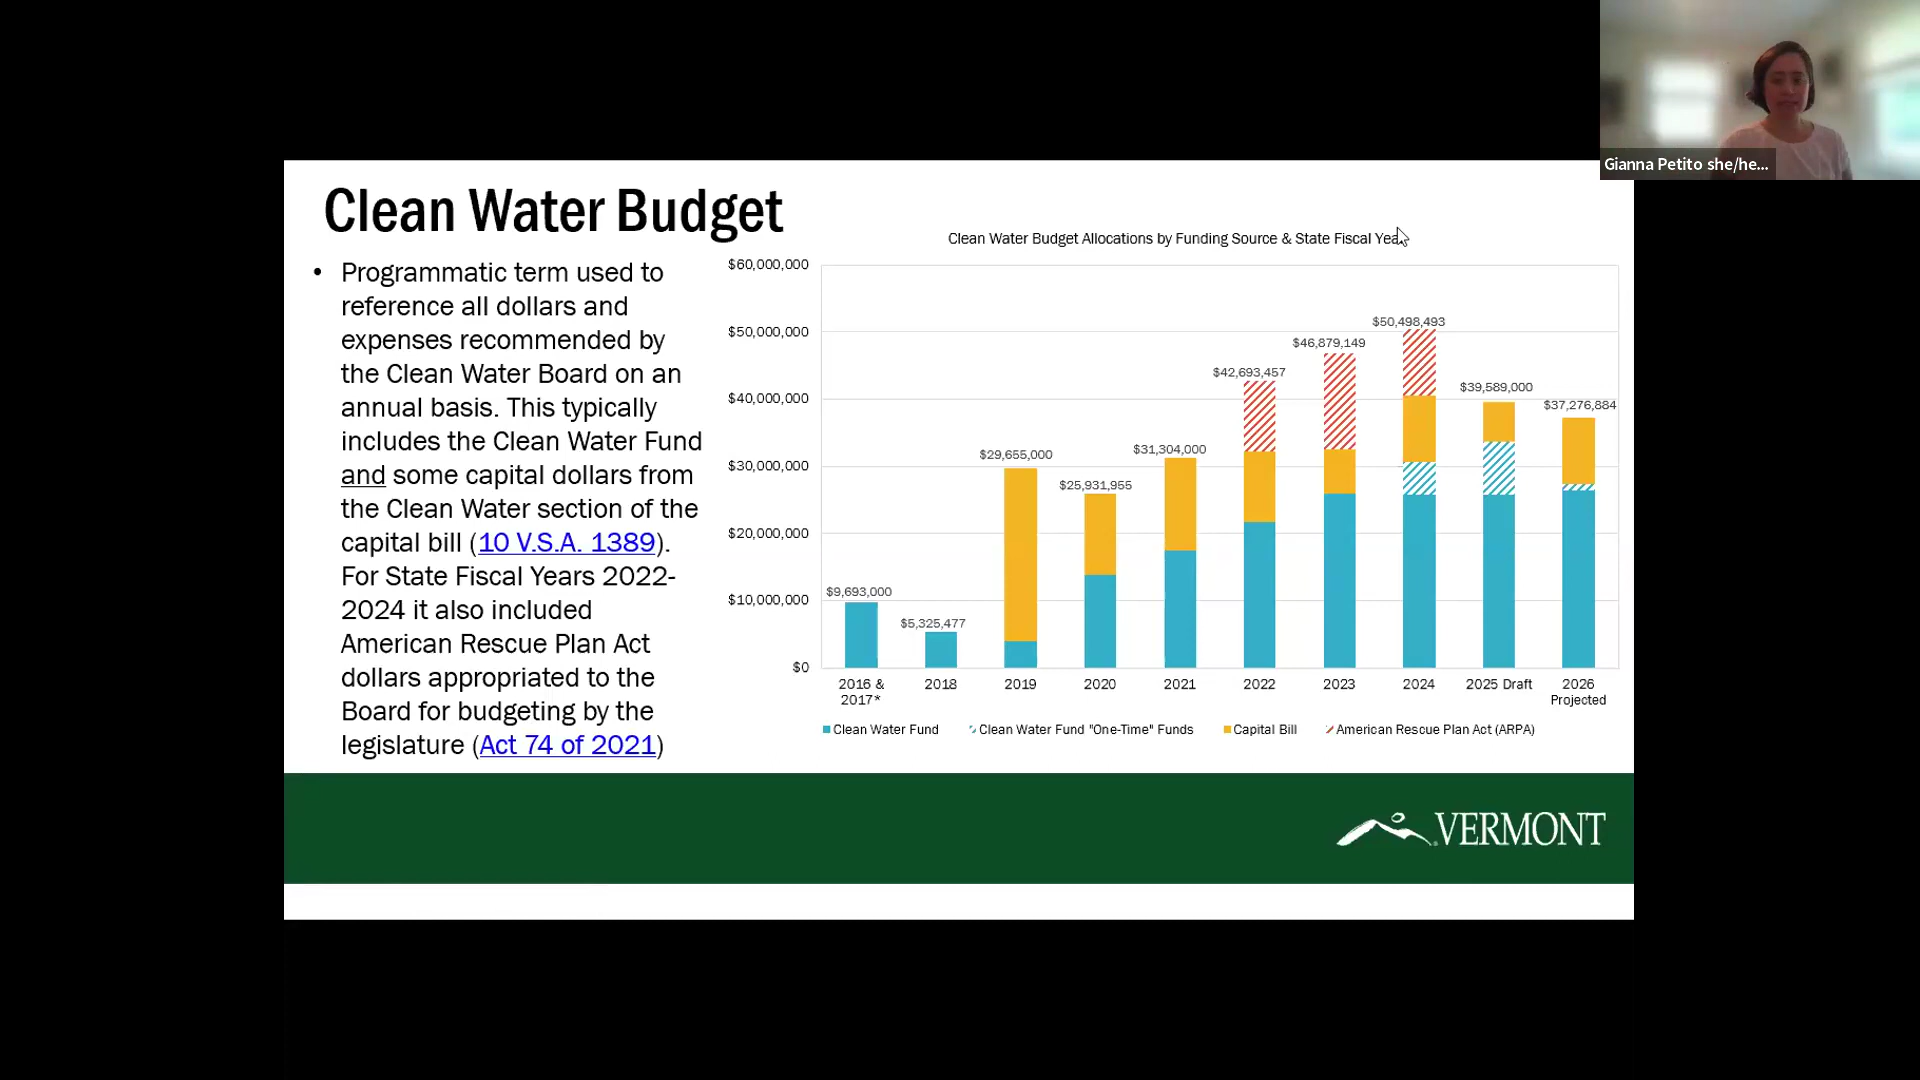 Gianna Petito she/he...
Clean Water Budget
• Programmatic term used to
reference all dollars and
expenses recommended by
the Clean Water Board on an
annual basis. This typically
includes the Clean Water Fund
and some capital dollars from
the Clean Water section of the
capital bill (10 V.S.A. 1389).
For State Fiscal Years 2022-
2024 it also included
American Rescue Plan Act
dollars appropriated to the
Board for budgeting by the
legislature (Act 74 of 2021)
Clean Water Budget Allocations by Funding Source & State Fiscal Year
$60,000,000
$50,000,000
$40,000,000
$30,000,000
$20,000,000
$10,000,000
$0
$9,693,000
$5,325,477
$29,655,000
$25,931,955
$31,304,000
$42,693,457
$46,879,149
$50,498,493
$39,589,000
$37,276,884
2016 &
2017*
2018
2019
2020
2021
2022
2023
2024
2025 Draft
2026
Projected
Clean Water Fund
Clean Water Fund "One-Time" Funds
Capital Bill
American Rescue Plan Act (ARPA)
VERMONT